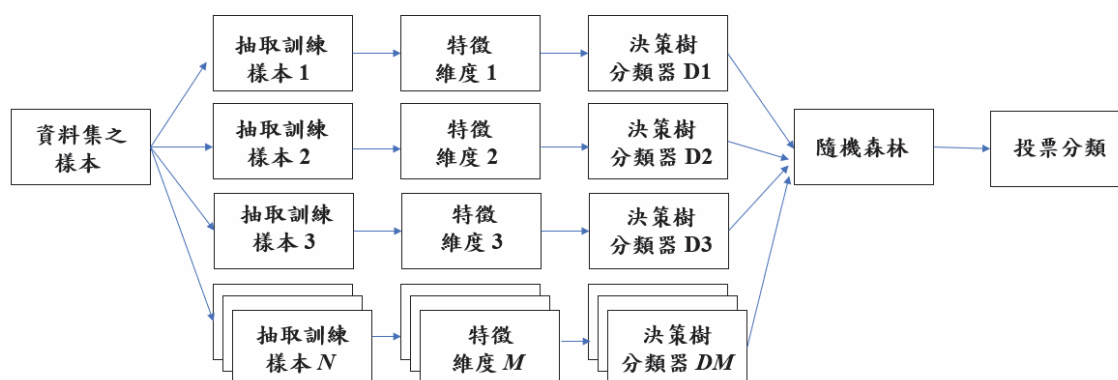 資料集之
樣本
抽取訓練
樣本 1
特徵
維度 1
決策樹
分類器 D1
抽取訓練
樣本 2
特徵
維度 2
決策樹
分類器 D2
抽取訓練
樣本 3
特徵
維度 3
決策樹
分類器 D3
抽取訓練
樣本 N
特徵
維度 M
決策樹
分類器 DM
隨機森林
投票分類